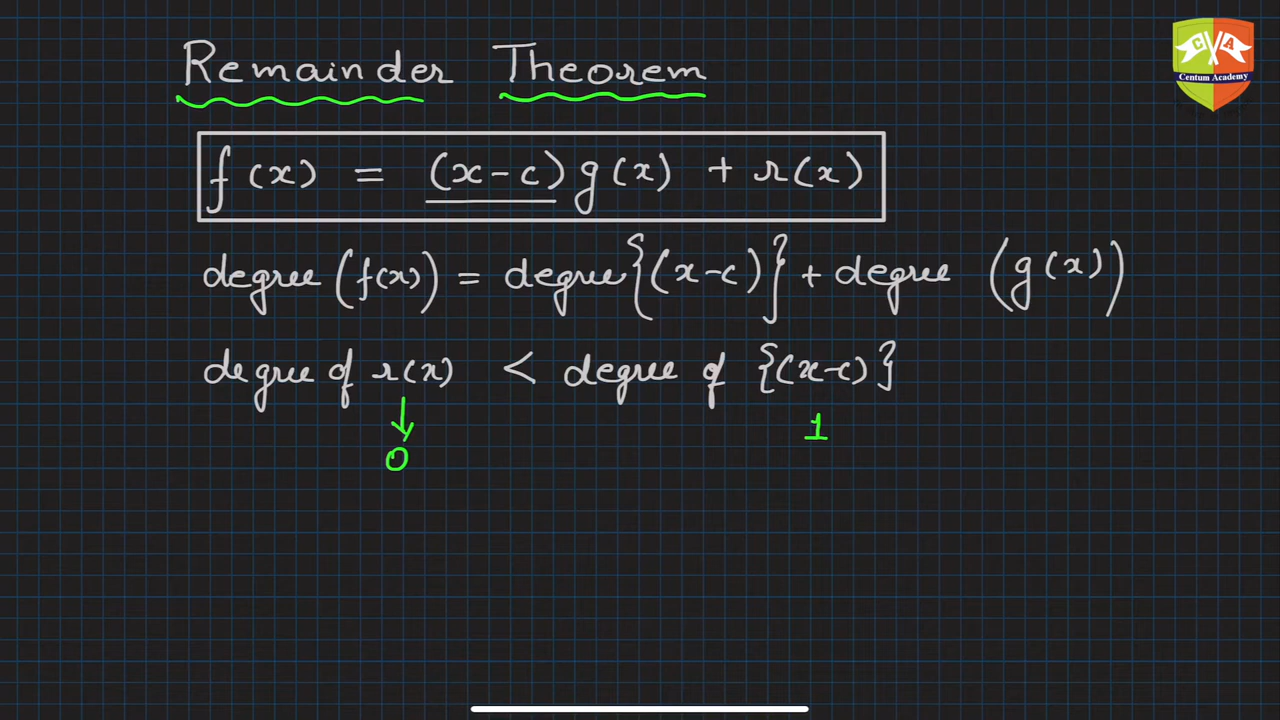 Remainder Theorem
f(x) = (x-c) g(x) + r(x)
degree (f(x)) = degree {(x-c)} + degree (g(x))
degree of r(x) < degree of {(x-c)}
0 1
C A
Centum Academy